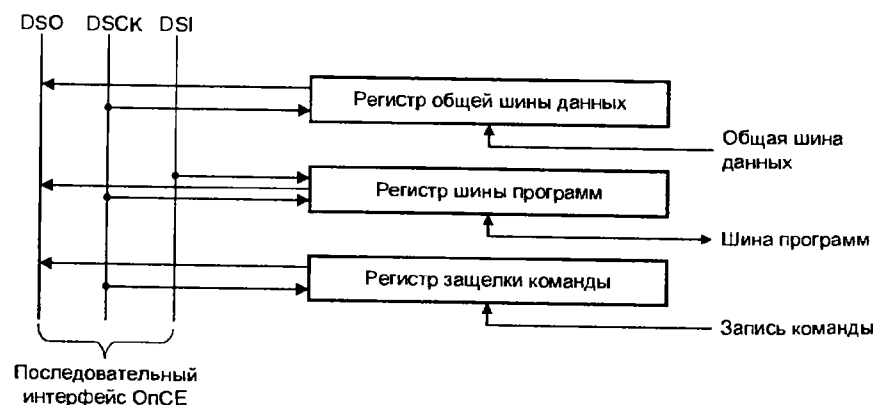 DSO DSCK DSI
Регистр общей шины данных
Общая шина
данных
Регистр шины программ
Шина программ
Регистр защелки команды
Запись команды
Последовательный
интерфейс ОпСЕ